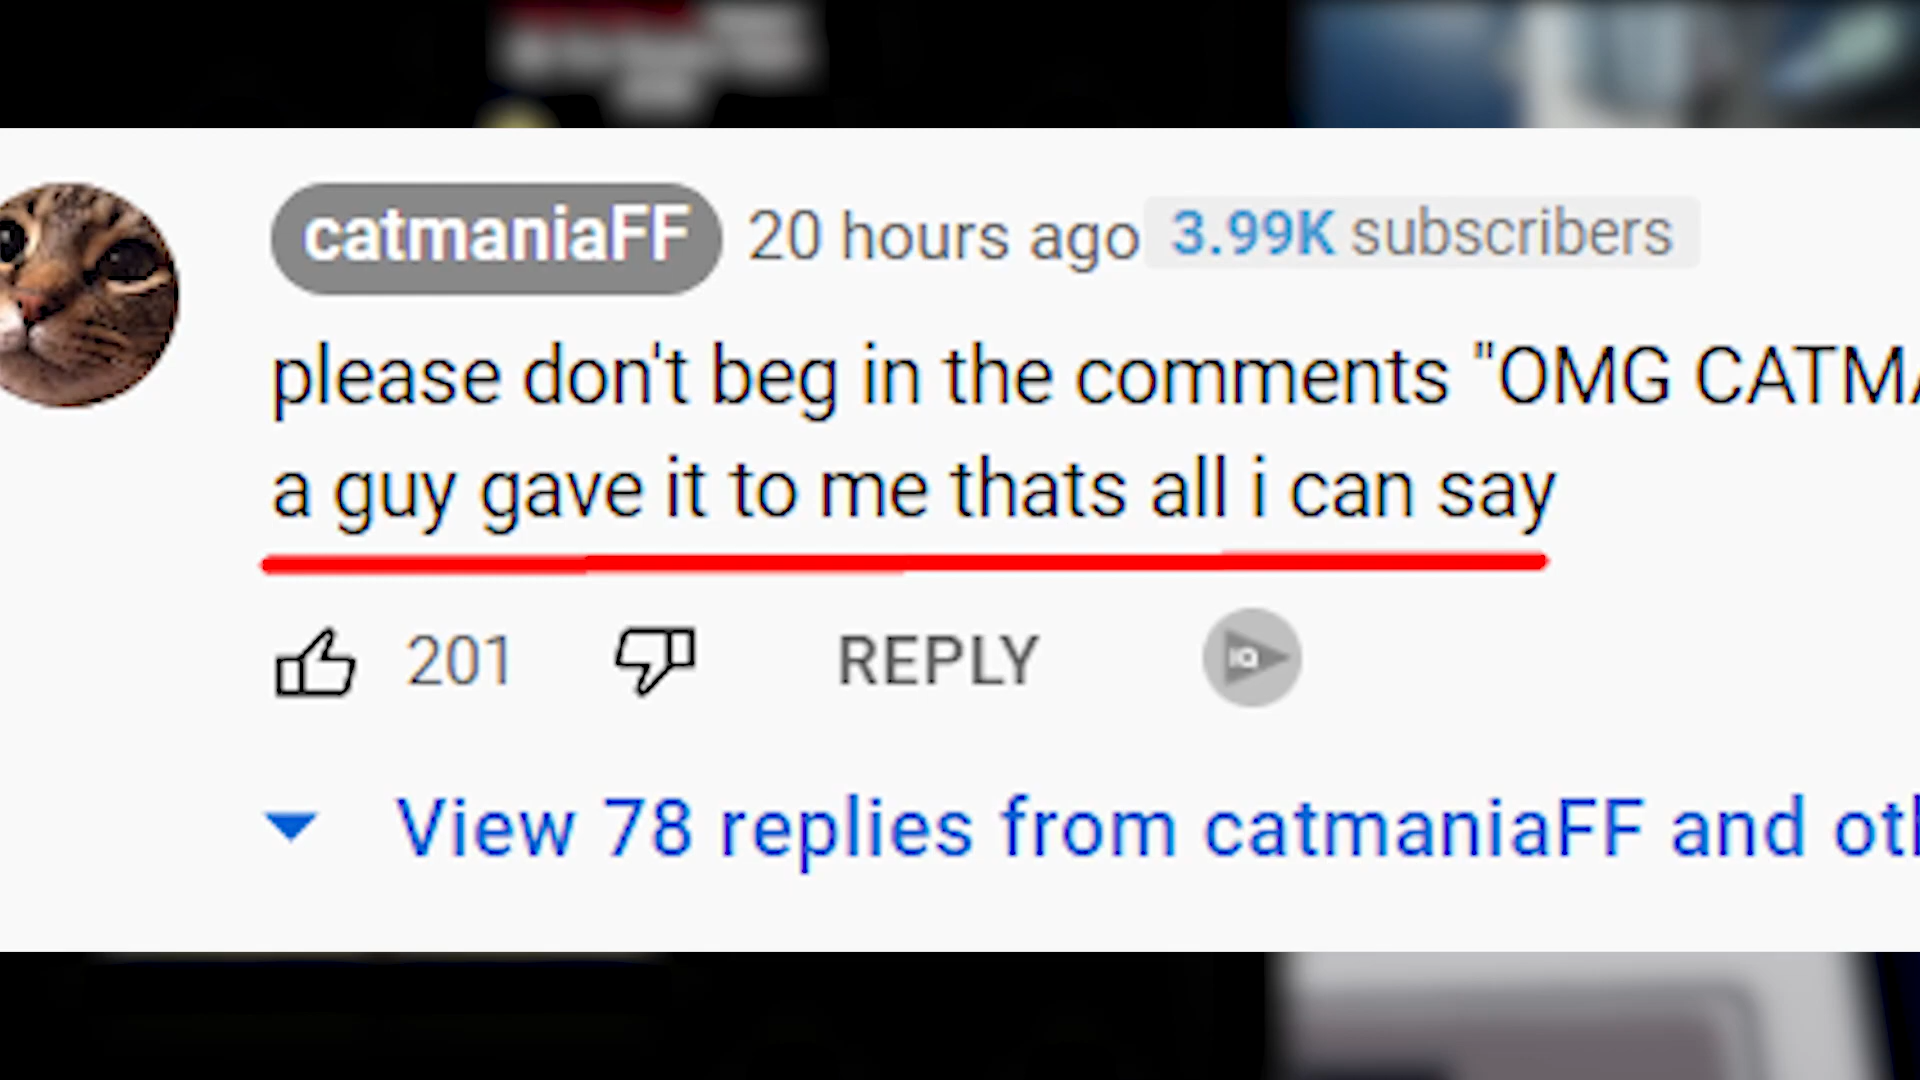 catmaniaFF 20 hours ago 3.99K subscribers
please don't beg in the comments "OMG
a guy gave it to me thats all i can say
201 REPLY
View 78 replies from catmaniaFF and